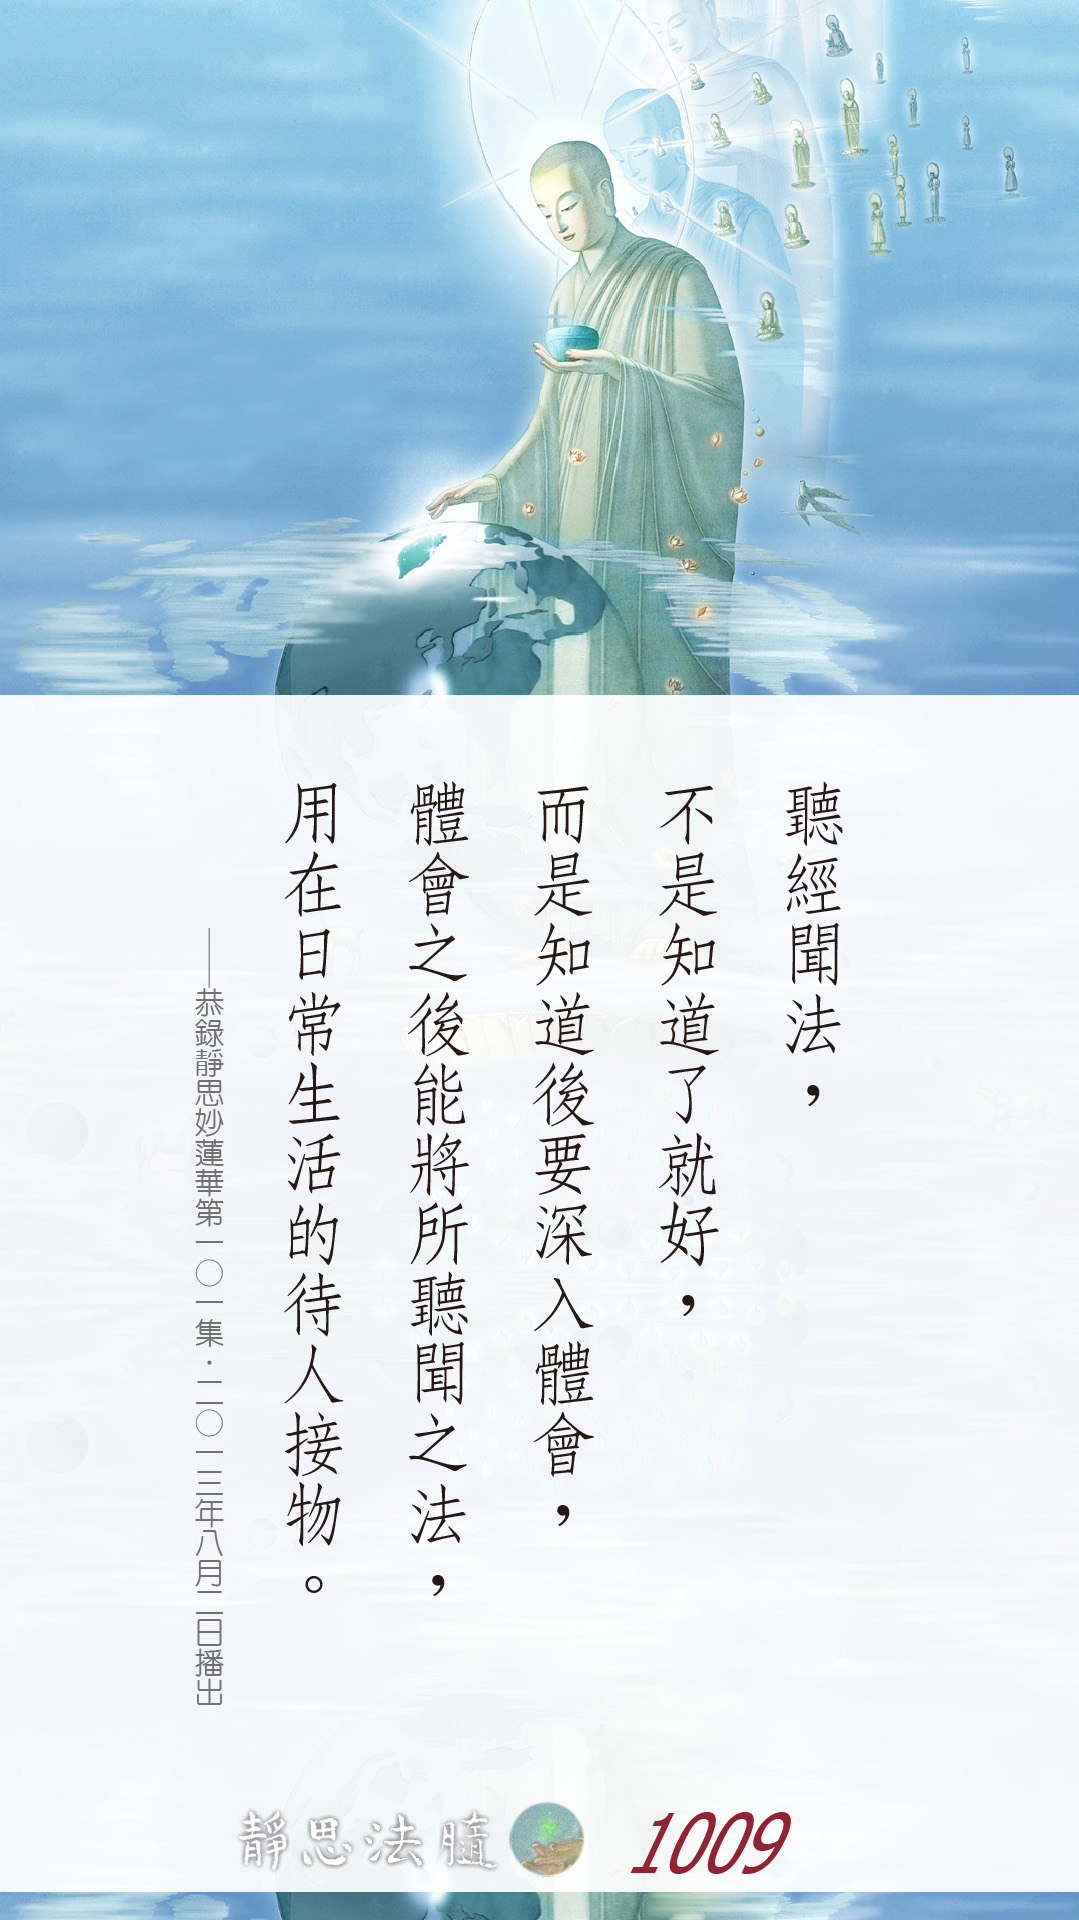 聽經聞法，
不是知道了就好，
而是知道後要深入體會，
體會之後能將所聽聞之法，
用在日常生活的待人接物。
——恭錄靜思妙蓮華第一〇一集·二〇一三年八月二日播出
靜思法髓
1009